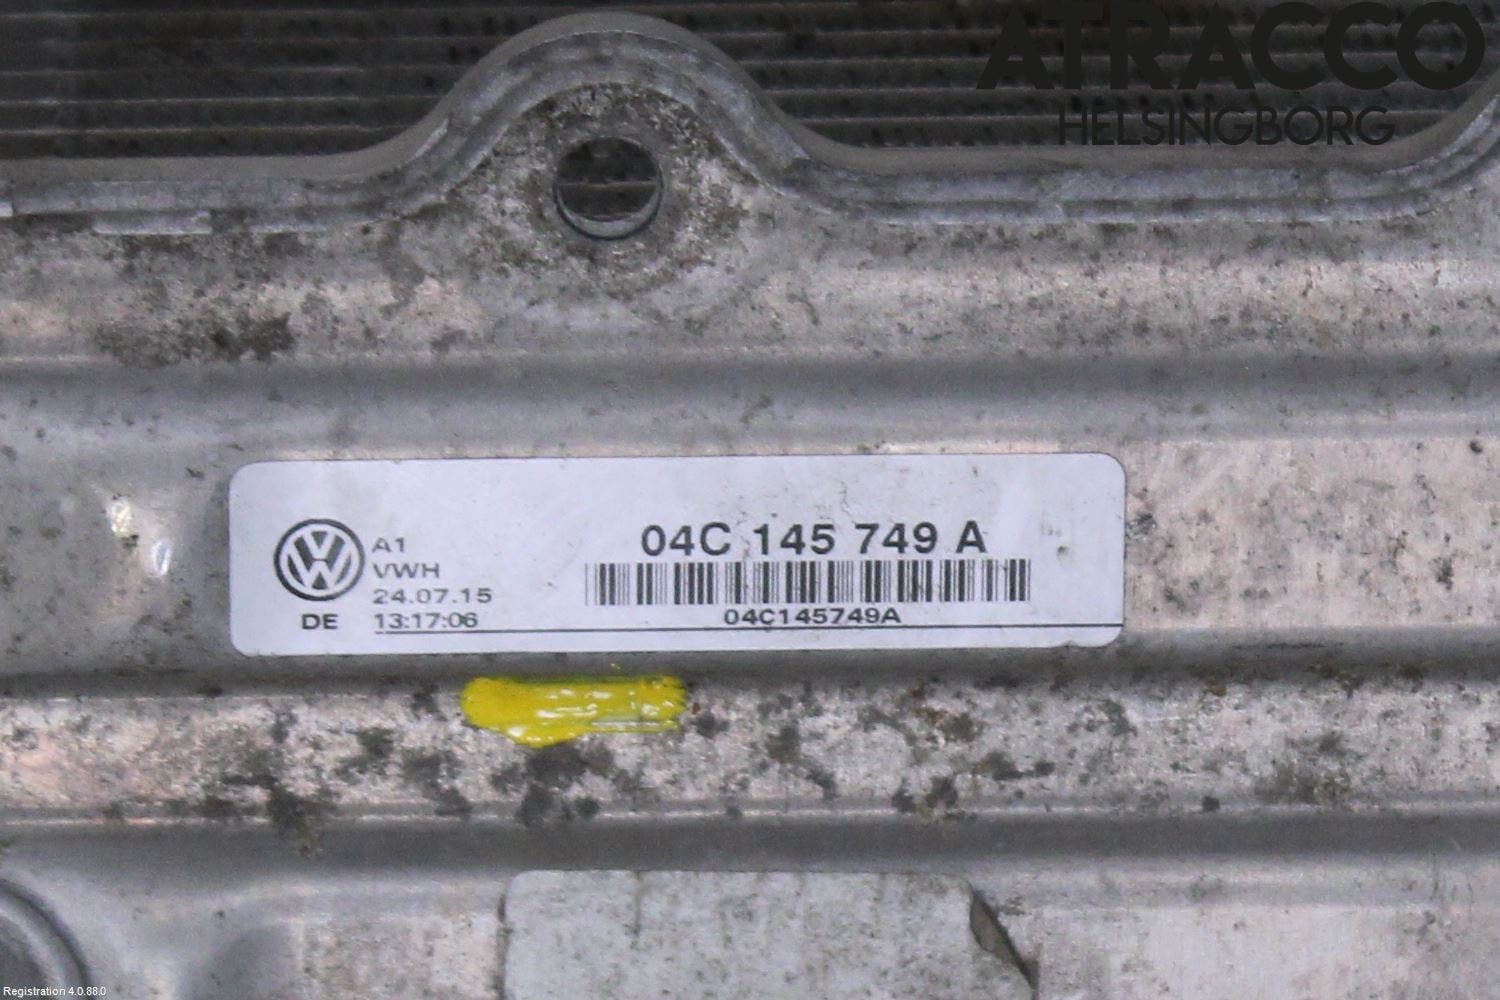 ATRACCO
HELSINGBORG
04C 145 749 A
A1
VWH
24.07.15
DE 13:17:06
04C145749A
Registration 4.0.88.0